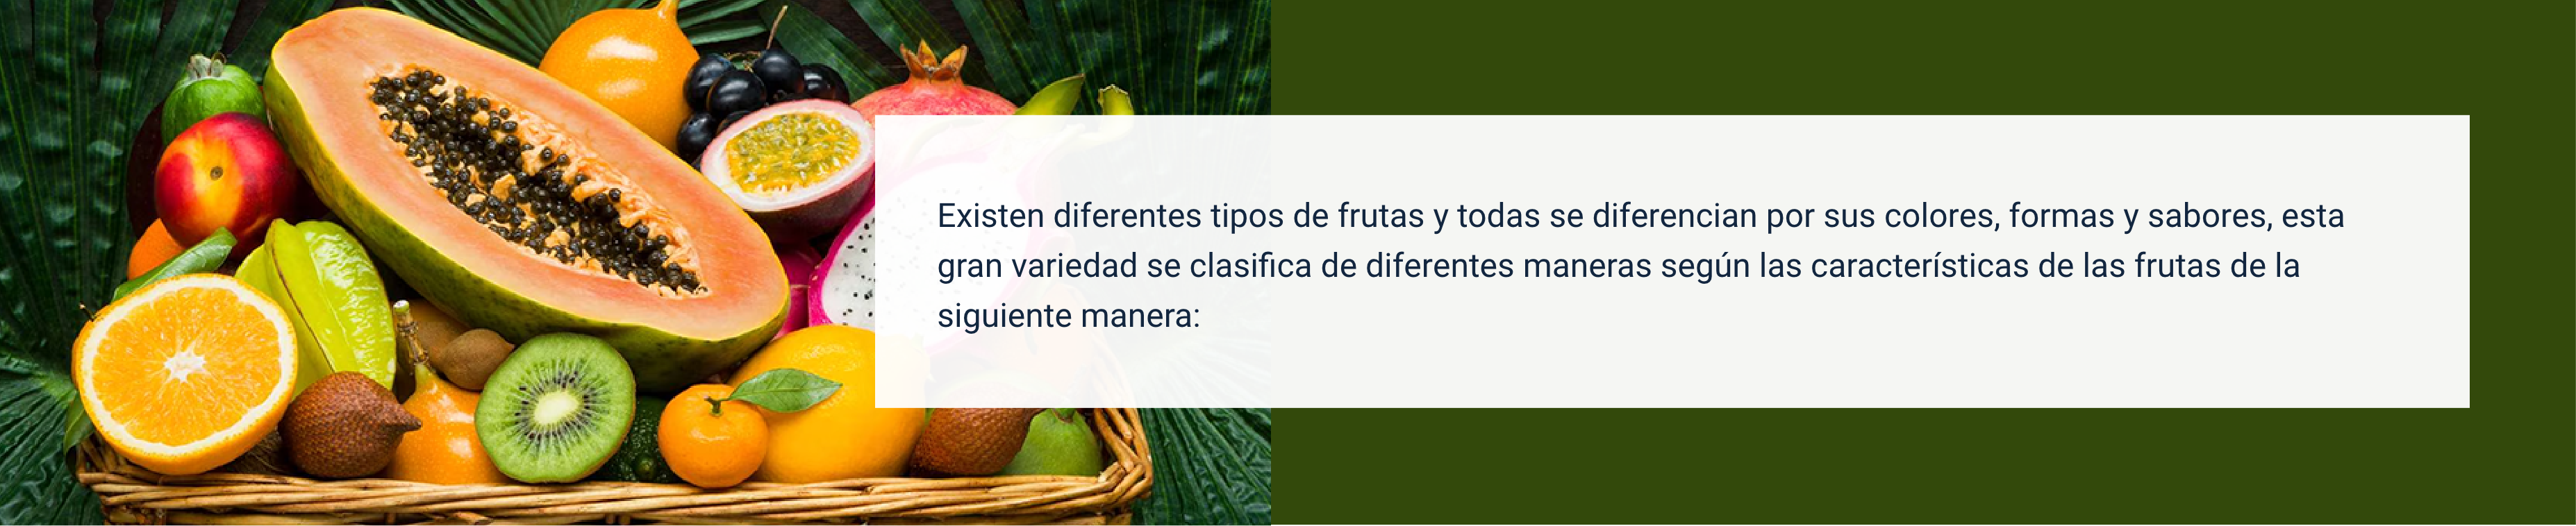 Existen diferentes tipos de frutas y todas se diferencian por sus colores, formas y sabores, esta
gran variedad se clasifica de diferentes maneras según las características de las frutas de la
siguiente manera: